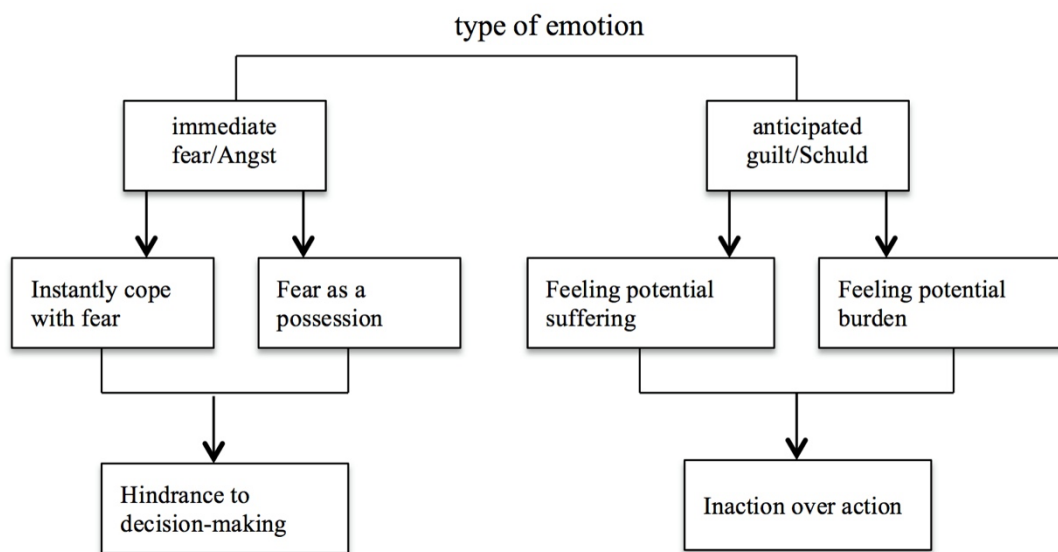 type of emotion
immediate
fear/Angst
anticipated
guilt/Schuld
Instantly cope
with fear
Fear as a
possession
Feeling potential
suffering
Feeling potential
burden
Hindrance to
decision-making
Inaction over action